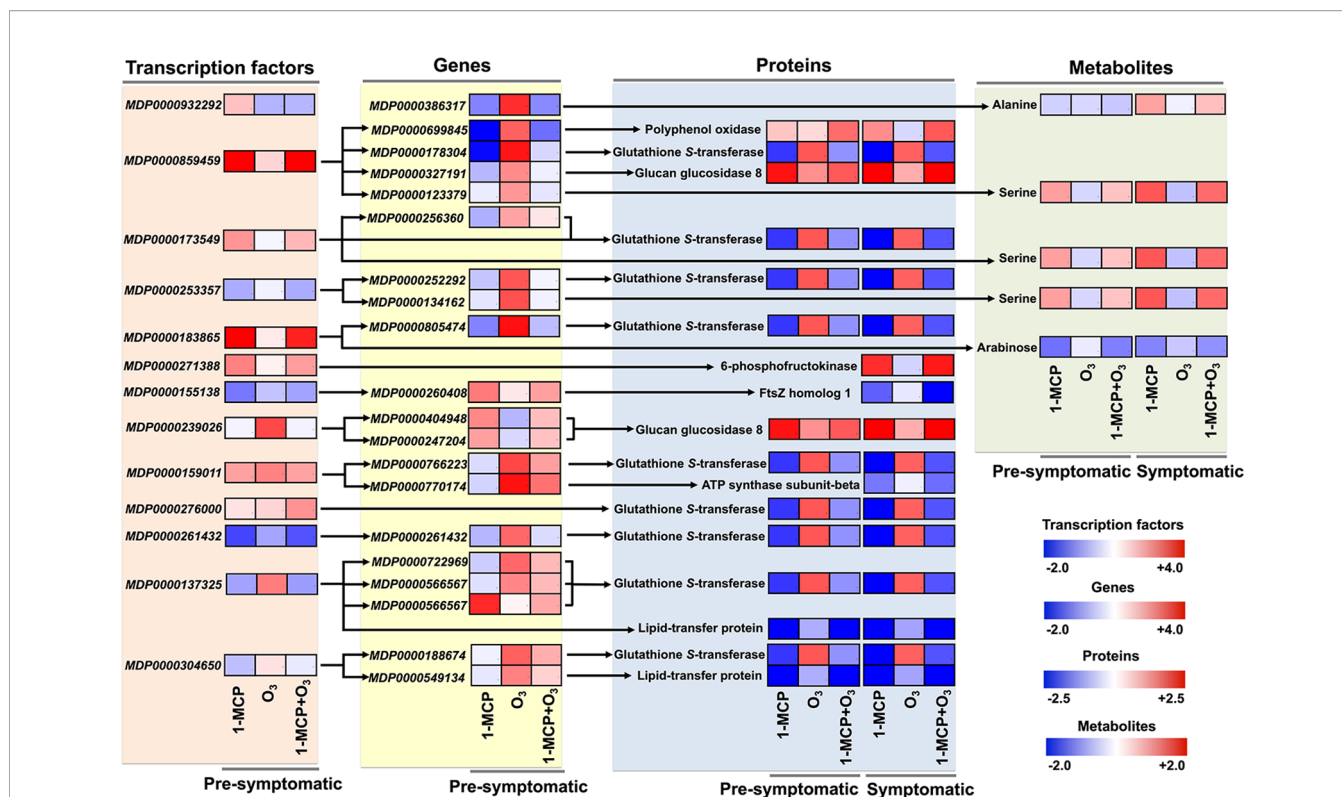 Transcription factors
Genes
Proteins
Metabolites
MDP0000932292
MDP0000859459
MDP0000173549
MDP0000253357
MDP0000183865
MDP0000271388
MDP0000155138
MDP0000239026
MDP0000159011
MDP0000276000
MDP0000261432
MDP0000137325
MDP0000304650
1-MCP
O3
1-MCP+O3
Pre-symptomatic
MDP0000386317
MDP0000699845
MDP0000178304
MDP0000327191
MDP0000123379
MDP0000256360
MDP0000252292
MDP0000134162
MDP0000805474
MDP0000260408
MDP0000404948
MDP0000247204
MDP0000766223
MDP0000770174
MDP0000261432
MDP0000722969
MDP0000566567
MDP0000566567
MDP0000188674
MDP0000549134
1-MCP
O3
1-MCP+O3
Pre-symptomatic
Polyphenol oxidase
Glutathione S-transferase
Glucan glucosidase 8
Glutathione S-transferase
Glutathione S-transferase
Glutathione S-transferase
6-phosphofructokinase
FtsZ homolog 1
Glucan glucosidase 8
Glutathione S-transferase
ATP synthase subunit-beta
Glutathione S-transferase
Glutathione S-transferase
Glutathione S-transferase
Lipid-transfer protein
Glutathione S-transferase
Lipid-transfer protein
1-MCP
O3
1-MCP+O3
1-MCP
O3
1-MCP+O3
Pre-symptomatic
Symptomatic
Alanine
Serine
Serine
Serine
Arabinose
1-MCP
O3
1-MCP+O3
1-MCP
O3
1-MCP+O3
Pre-symptomatic
Symptomatic
Transcription factors
-2.0
+4.0
Genes
-2.0
+4.0
Proteins
-2.5
+2.5
Metabolites
-2.0
+2.0